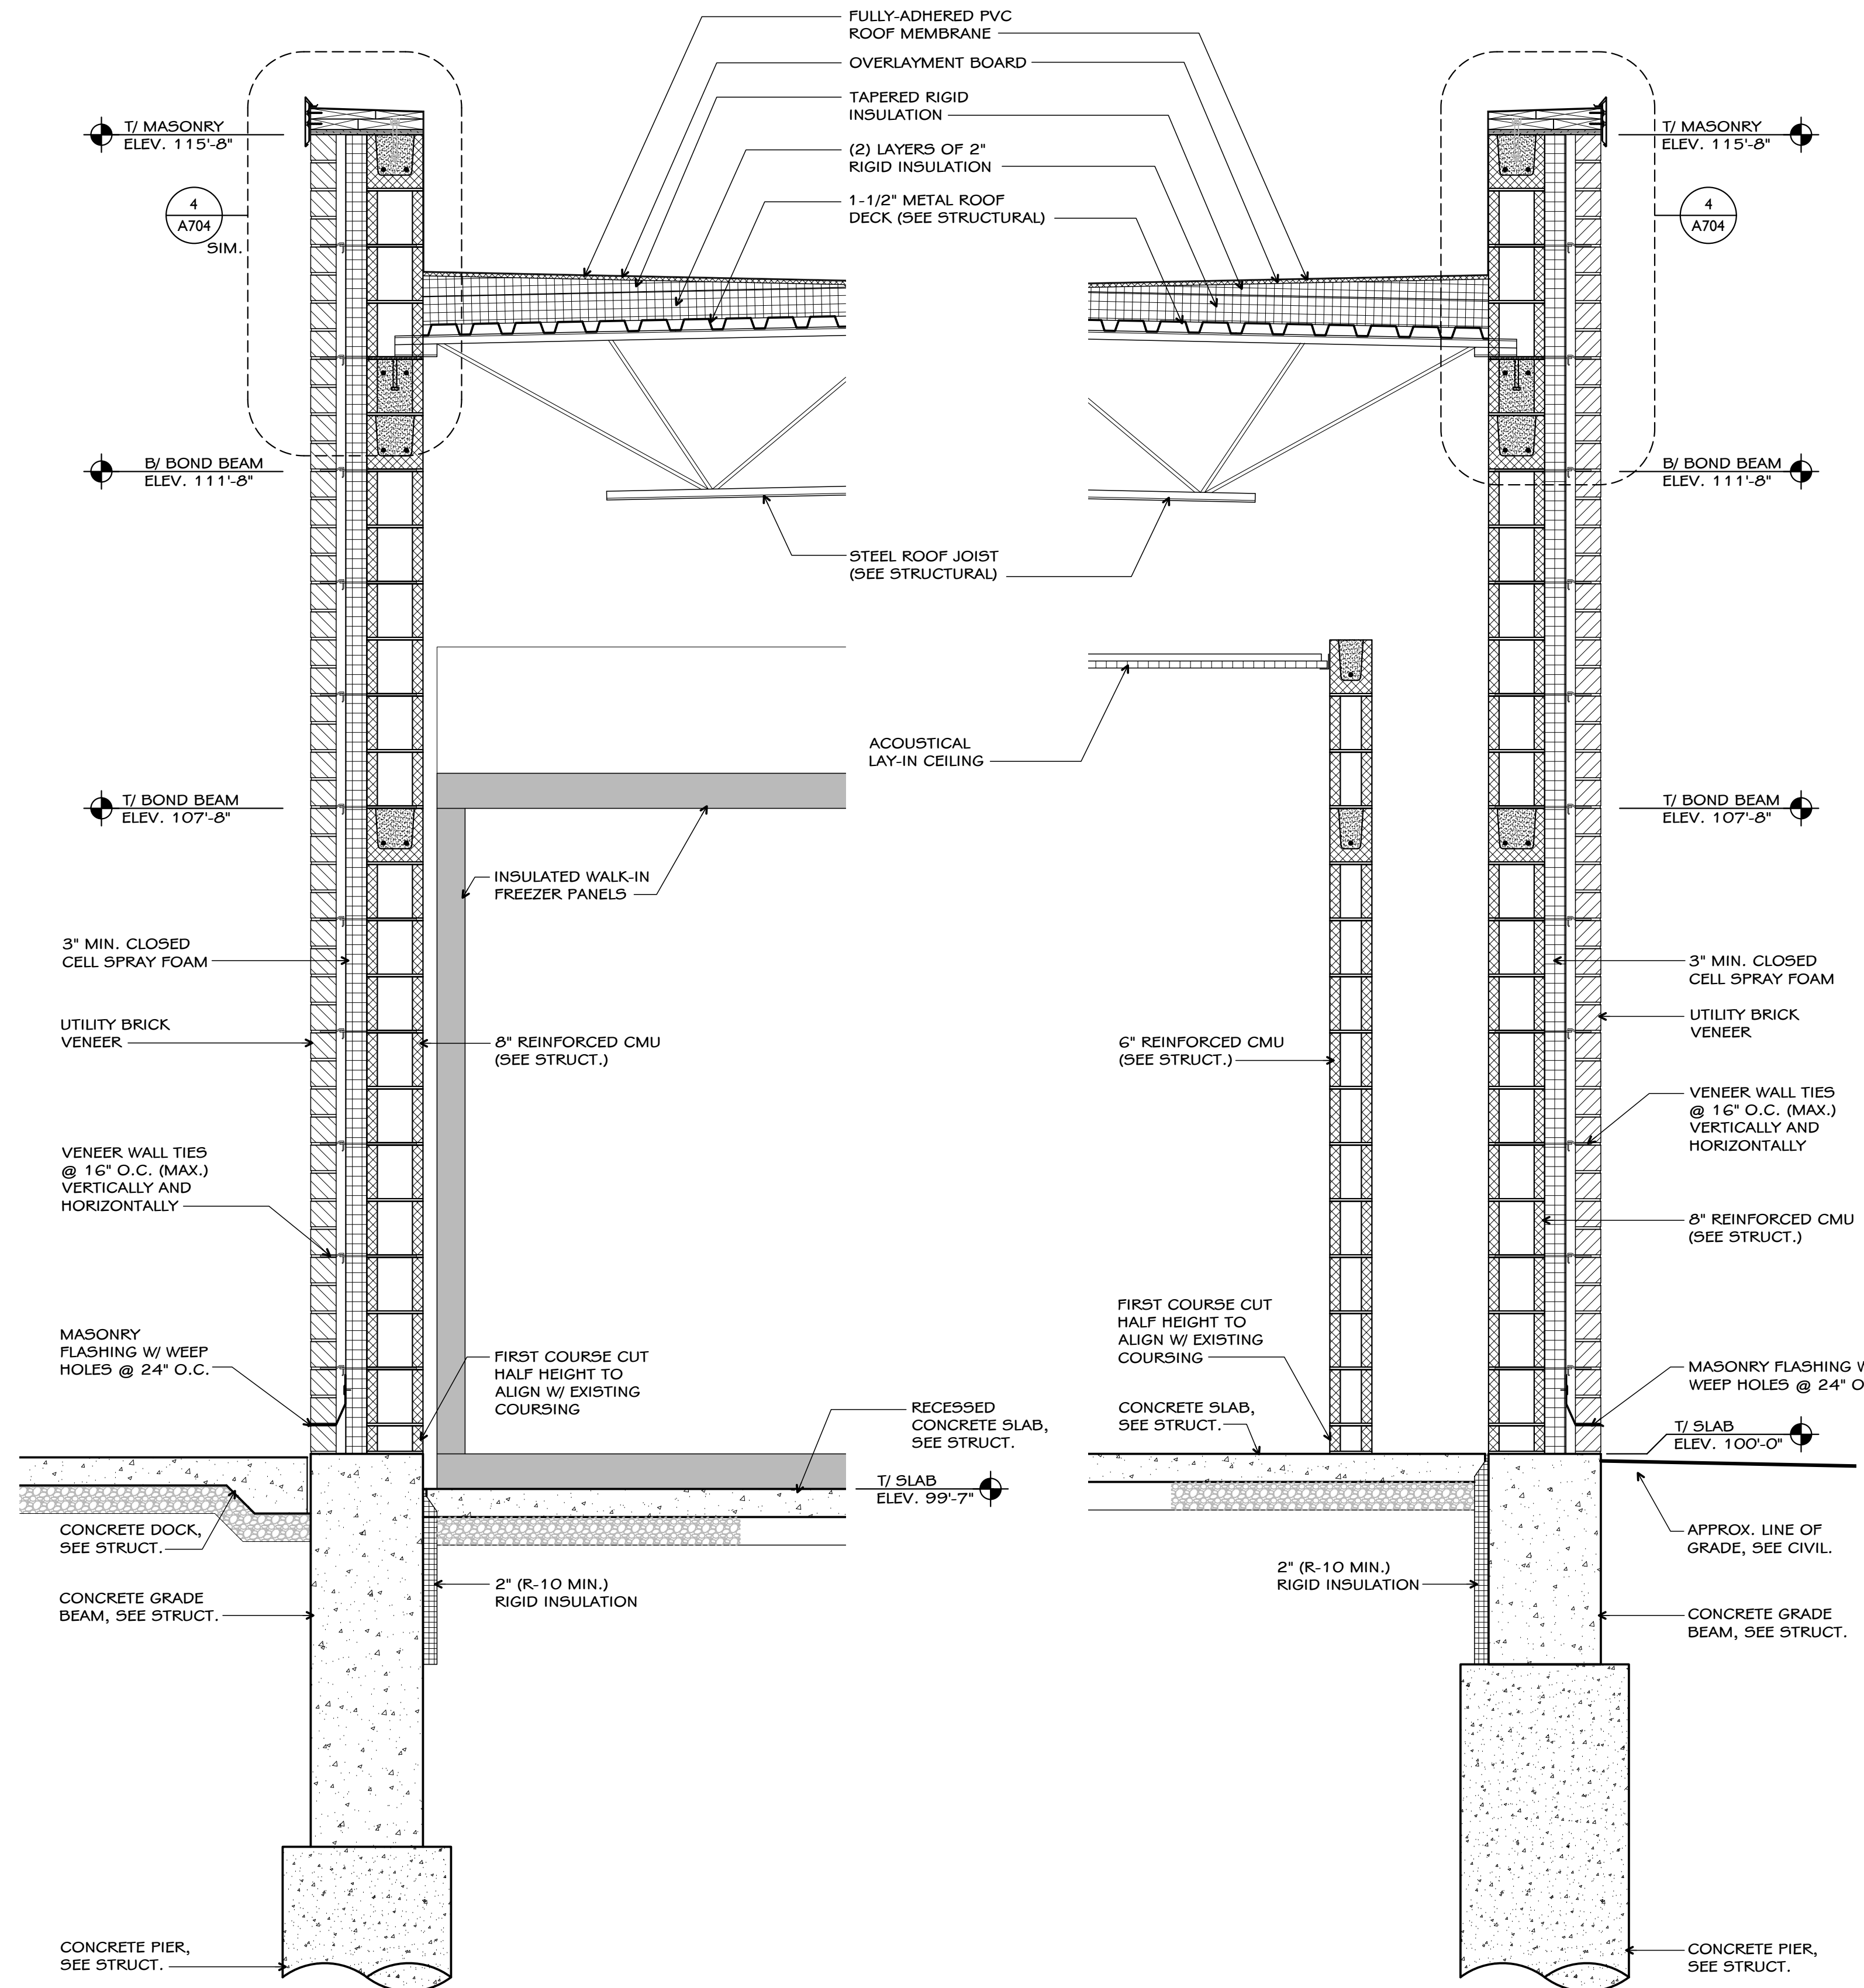 FULLY-ADHERED PVC
ROOF MEMBRANE
OVERLAYMENT BOARD
TAPERED RIGID
INSULATION
(2) LAYERS OF 2"
RIGID INSULATION
1-1/2" METAL ROOF
DECK (SEE STRUCTURAL)
T/ MASONRY
ELEV. 115'-8"
4
A704
SIM.
T/ MASONRY
ELEV. 115'-8"
4
A704
B/ BOND BEAM
ELEV. 111'-8"
B/ BOND BEAM
ELEV. 111'-8"
STEEL ROOF JOIST
(SEE STRUCTURAL)
ACOUSTICAL
LAY-IN CEILING
T/ BOND BEAM
ELEV. 107'-8"
T/ BOND BEAM
ELEV. 107'-8"
INSULATED WALK-IN
FREEZER PANELS
3" MIN. CLOSED
CELL SPRAY FOAM
3" MIN. CLOSED
CELL SPRAY FOAM
UTILITY BRICK
VENEER
8" REINFORCED CMU
(SEE STRUCT.)
6" REINFORCED CMU
(SEE STRUCT.)
UTILITY BRICK
VENEER
VENEER WALL TIES
@ 16" O.C. (MAX.)
VERTICALLY AND
HORIZONTALLY
VENEER WALL TIES
@ 16" O.C. (MAX.)
VERTICALLY AND
HORIZONTALLY
8" REINFORCED CMU
(SEE STRUCT.)
MASONRY
FLASHING W/ WEEP
HOLES @ 24" O.C.
FIRST COURSE CUT
HALF HEIGHT TO
ALIGN W/ EXISTING
COURSING
FIRST COURSE CUT
HALF HEIGHT TO
ALIGN W/ EXISTING
COURSING
MASONRY FLASHING
WEEP HOLES @ 24"
RECESSED
CONCRETE SLAB,
SEE STRUCT.
CONCRETE SLAB,
SEE STRUCT.
T/ SLAB
ELEV. 100'-0"
T/ SLAB
ELEV. 99'-7"
CONCRETE DOCK,
SEE STRUCT.
APPROX. LINE OF
GRADE, SEE CIVIL.
2" (R-10 MIN.)
RIGID INSULATION
2" (R-10 MIN.)
RIGID INSULATION
CONCRETE GRADE
BEAM, SEE STRUCT.
CONCRETE GRADE
BEAM, SEE STRUCT.
CONCRETE PIER,
SEE STRUCT.
CONCRETE PIER,
SEE STRUCT.